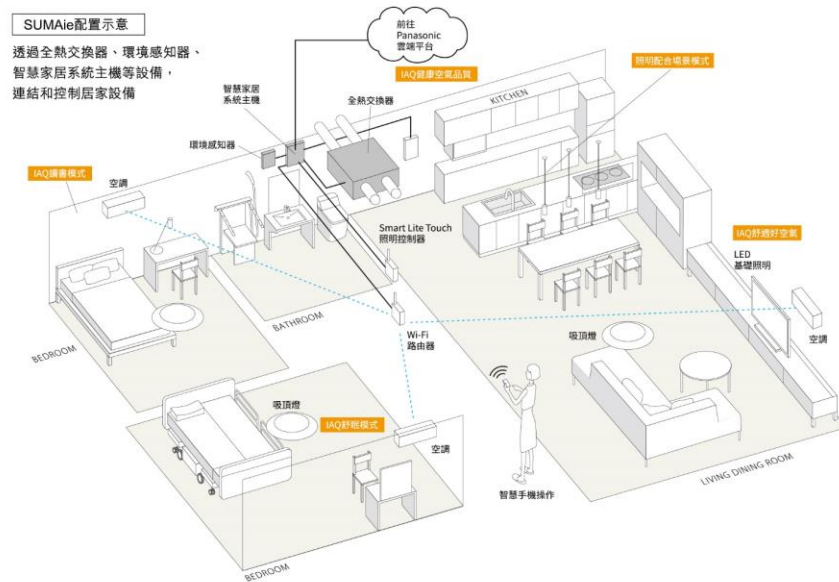 SUMAie配置示意
透過全熱交換器、環境感知器、
智慧家居系統主機等設備，
連結和控制居家設備
前往
Panasonic
雲端平台
IAQ健康空氣品質
照明配合場景模式
智慧家居
系統主機
全熱交換器
KITCHEN
環境感知器
IAQ讀書模式
空調
Smart Lite Touch
照明控制器
IAQ舒適好空氣
LED
基礎照明
BATHROOM
BEDROOM
Wi-Fi
路由器
吸頂燈
空調
吸頂燈
IAQ舒眠模式
空調
智慧手機操作
LIVING DINING ROOM
BEDROOM